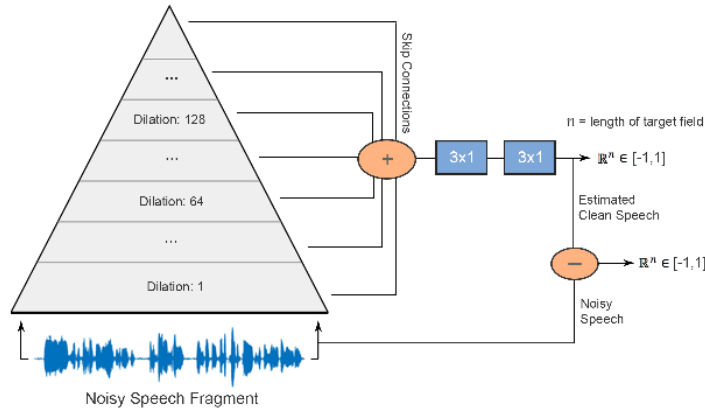 ...
Dilation: 128
...
Dilation: 64
...
Dilation: 1
Noisy Speech Fragment
Skip Connections
+
3x1
3x1
n = length of target field
ℝⁿ ∈ [-1,1]
Estimated
Clean Speech
−
ℝⁿ ∈ [-1,1]
Noisy
Speech